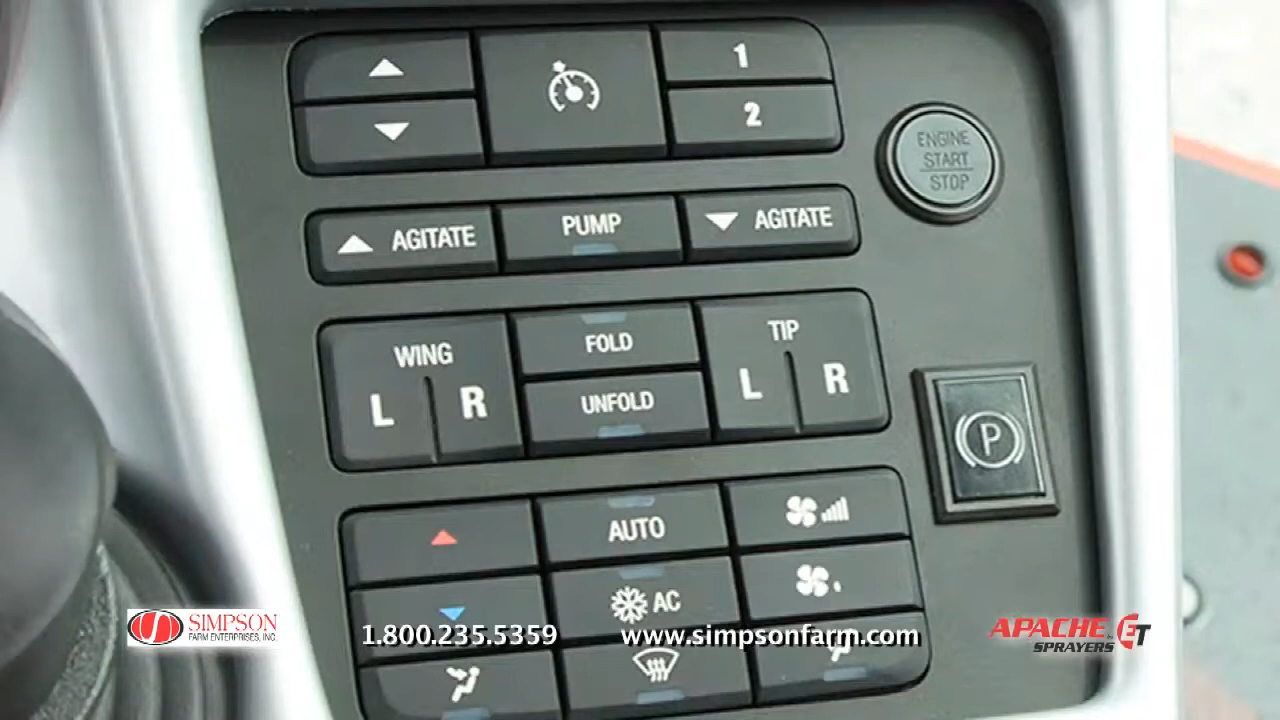 1
2
ENGINE
START
STOP
AGITATE PUMP AGITATE
WING
L R
FOLD
UNFOLD
TIP
L R
P
AUTO
AC
SIMPSON
FARM ENTERPRISES, INC.
1.800.235.5359 www.simpsonfarm.com
APACHE by ET
SPRAYERS